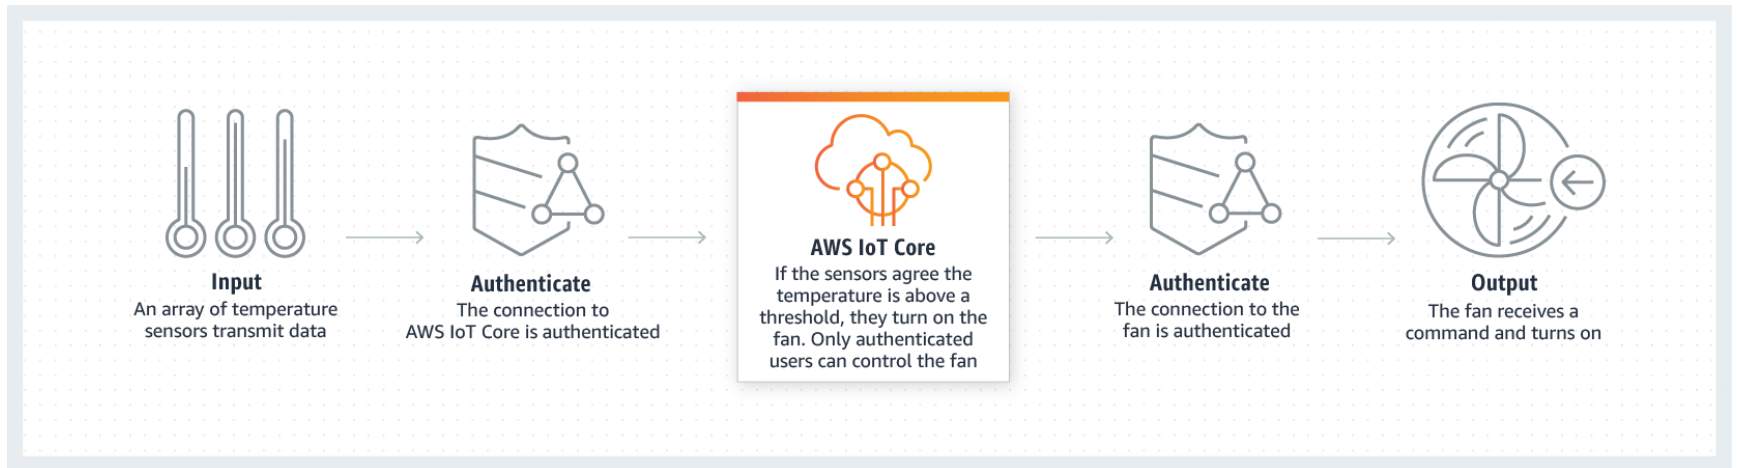 Input
An array of temperature
sensors transmit data
Authenticate
The connection to
AWS IoT Core is authenticated
AWS IoT Core
If the sensors agree the
temperature is above a
threshold, they turn on the
fan. Only authenticated
users can control the fan
Authenticate
The connection to the
fan is authenticated
Output
The fan receives a
command and turns on